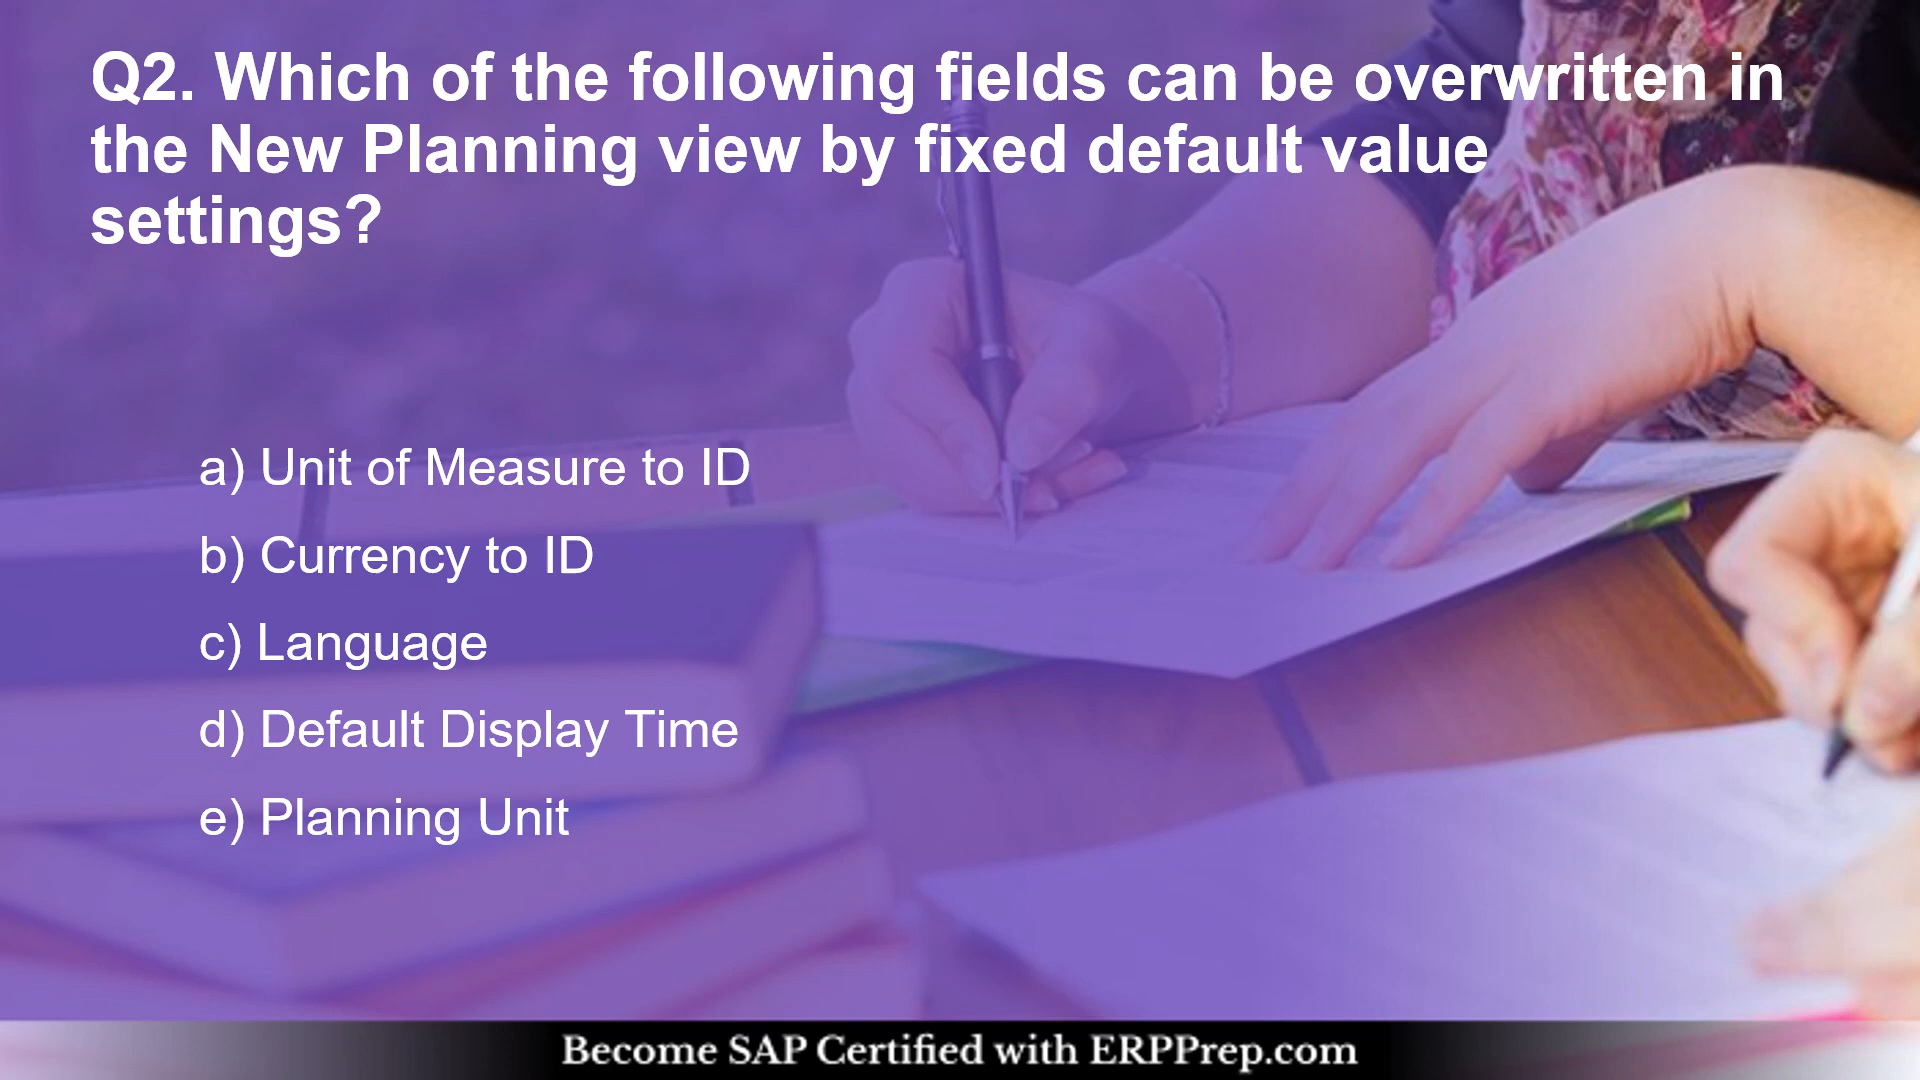 Q2. Which of the following fields can be overwritten in
the New Planning view by fixed default value
settings?
a) Unit of Measure to ID
b) Currency to ID
c) Language
d) Default Display Time
e) Planning Unit
Become SAP Certified with ERPPrep.com